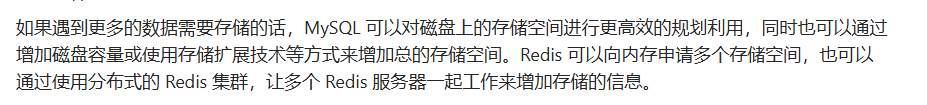 如果遇到更多的数据需要存储的话，MySQL 可以对磁盘上的存储空间进行更高效的规划利用，同时也可以通过
增加磁盘容量或使用存储扩展技术等方式来增加总的存储空间。Redis 可以向内存申请多个存储空间，也可以
通过使用分布式的 Redis 集群，让多个 Redis 服务器一起工作来增加存储的信息。